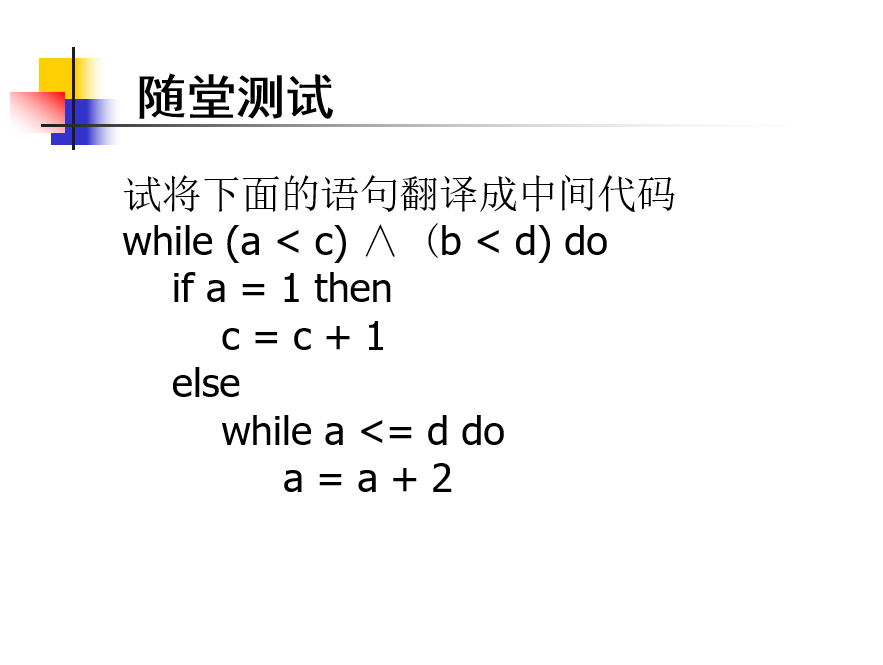 随堂测试
试将下面的语句翻译成中间代码
while (a < c) ∧（b < d) do
if a = 1 then
c = c + 1
else
while a <= d do
a = a + 2